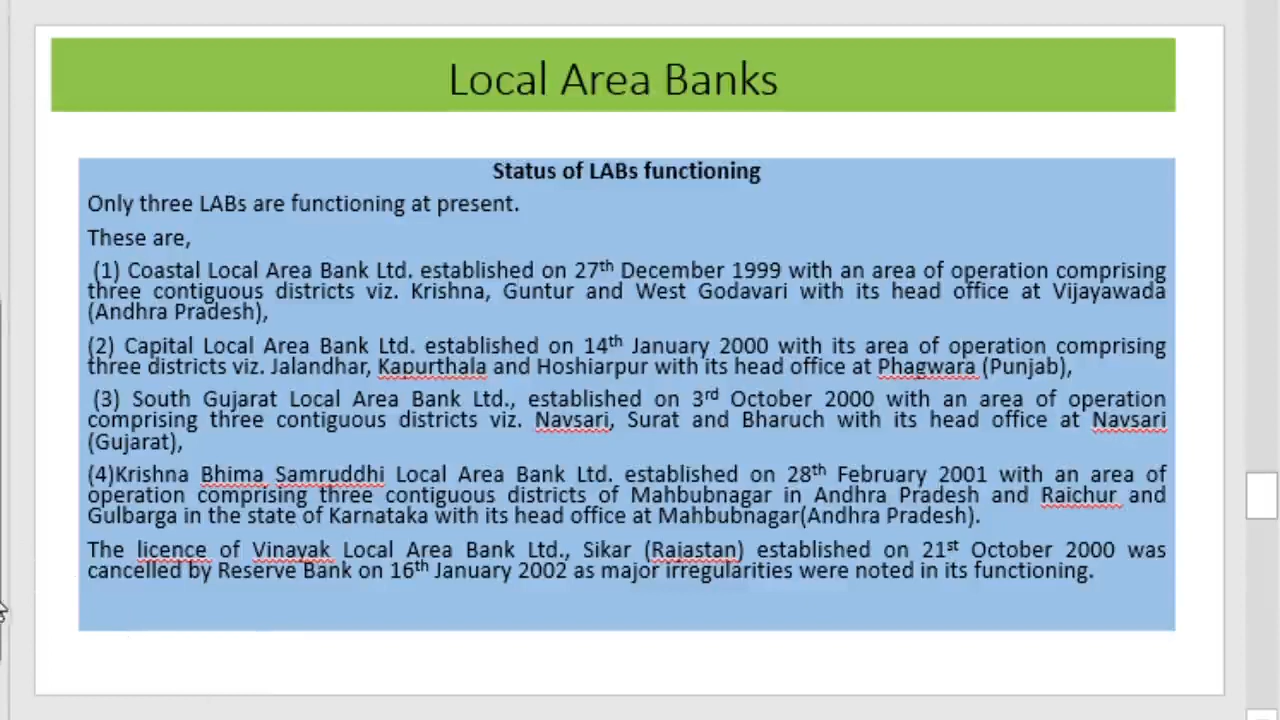 Local Area Banks
Status of LABs functioning
Only three LABs are functioning at present.
These are,
(1) Coastal Local Area Bank Ltd. established on 27th December 1999 with an area of operation comprising
three contiguous districts viz. Krishna, Guntur and West Godavari with its head office at Vijayawada
(Andhra Pradesh),
(2) Capital Local Area Bank Ltd. established on 14th January 2000 with its area of operation comprising
three districts viz. Jalandhar, Kapurthala and Hoshiarpur with its head office at Phagwara (Punjab),
(3) South Gujarat Local Area Bank Ltd., established on 3rd October 2000 with an area of operation
comprising three contiguous districts viz. Navsari, Surat and Bharuch with its head office at Navsari
(Gujarat),
(4)Krishna Bhima Samruddhi Local Area Bank Ltd. established on 28th February 2001 with an area of
operation comprising three contiguous districts of Mahbubnagar in Andhra Pradesh and Raichur and
Gulbarga in the state of Karnataka with its head office at Mahbubnagar(Andhra Pradesh).
The licence of Vinayak Local Area Bank Ltd., Sikar (Rajastan) established on 21st October 2000 was
cancelled by Reserve Bank on 16th January 2002 as major irregularities were noted in its functioning.